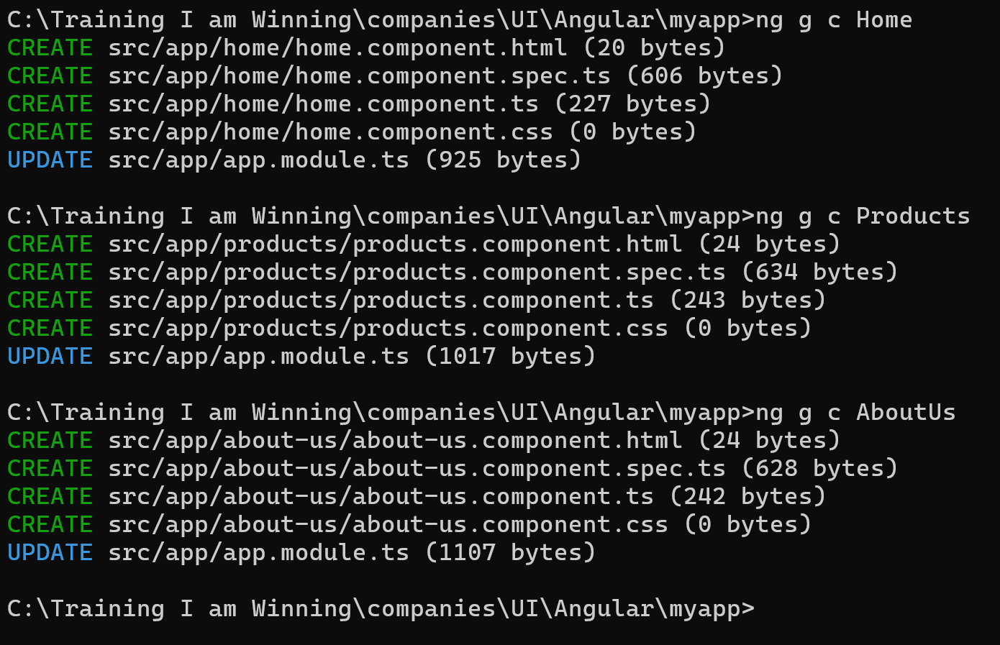 C:\Training I am Winning\companies\UI\Angular\myapp>ng g c Home
CREATE src/app/home/home.component.html (20 bytes)
CREATE src/app/home/home.component.spec.ts (606 bytes)
CREATE src/app/home/home.component.ts (227 bytes)
CREATE src/app/home/home.component.css (0 bytes)
UPDATE src/app/app.module.ts (925 bytes)
C:\Training I am Winning\companies\UI\Angular\myapp>ng g c Products
CREATE src/app/products/products.component.html (24 bytes)
CREATE src/app/products/products.component.spec.ts (634 bytes)
CREATE src/app/products/products.component.ts (243 bytes)
CREATE src/app/products/products.component.css (0 bytes)
UPDATE src/app/app.module.ts (1017 bytes)
C:\Training I am Winning\companies\UI\Angular\myapp>ng g c AboutUs
CREATE src/app/about-us/about-us.component.html (24 bytes)
CREATE src/app/about-us/about-us.component.spec.ts (628 bytes)
CREATE src/app/about-us/about-us.component.ts (242 bytes)
CREATE src/app/about-us/about-us.component.css (0 bytes)
UPDATE src/app/app.module.ts (1107 bytes)
C:\Training I am Winning\companies\UI\Angular\myapp>